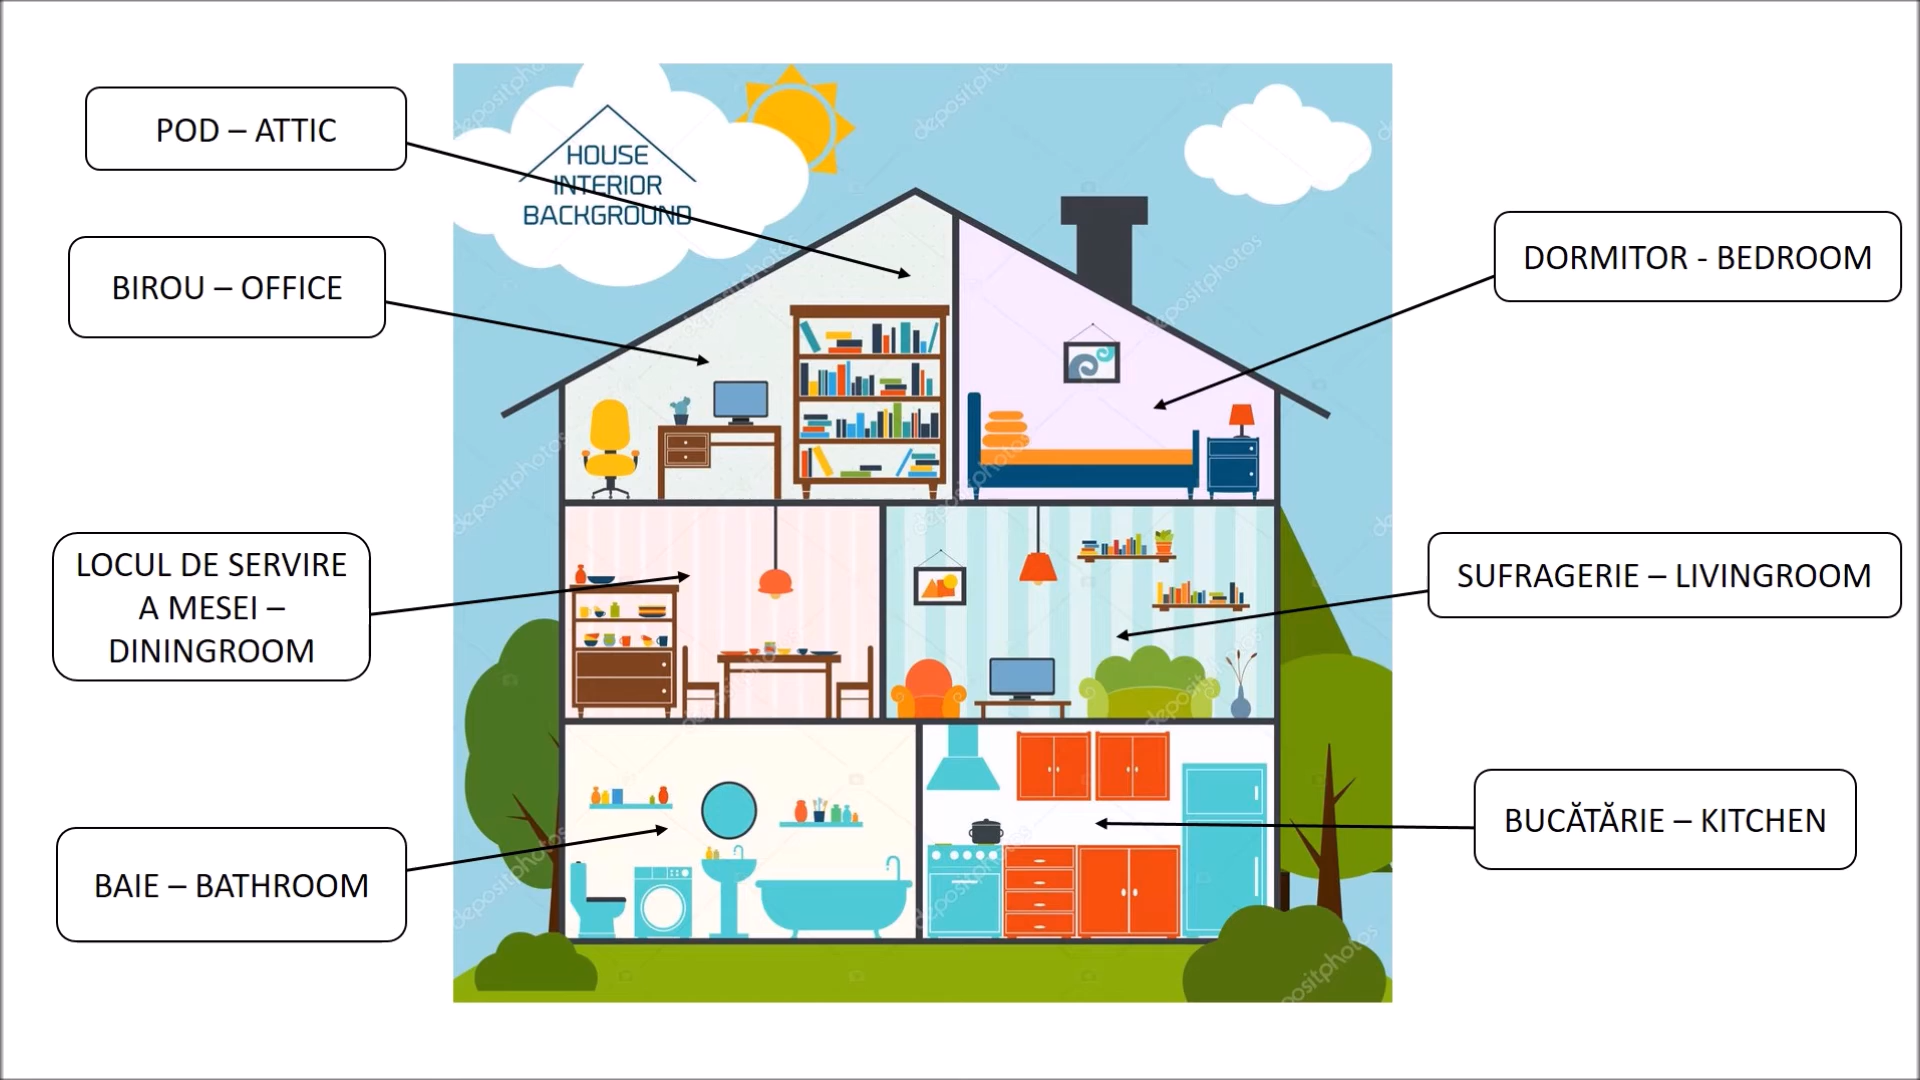 POD – ATTIC
HOUSE
INTERIOR
BACKGROUND
BIROU – OFFICE
DORMITOR - BEDROOM
LOCUL DE SERVIRE
A MESEI –
DININGROOM
SUFRAGERIE – LIVINGROOM
BUCĂTĂRIE – KITCHEN
BAIE – BATHROOM
depositphotos